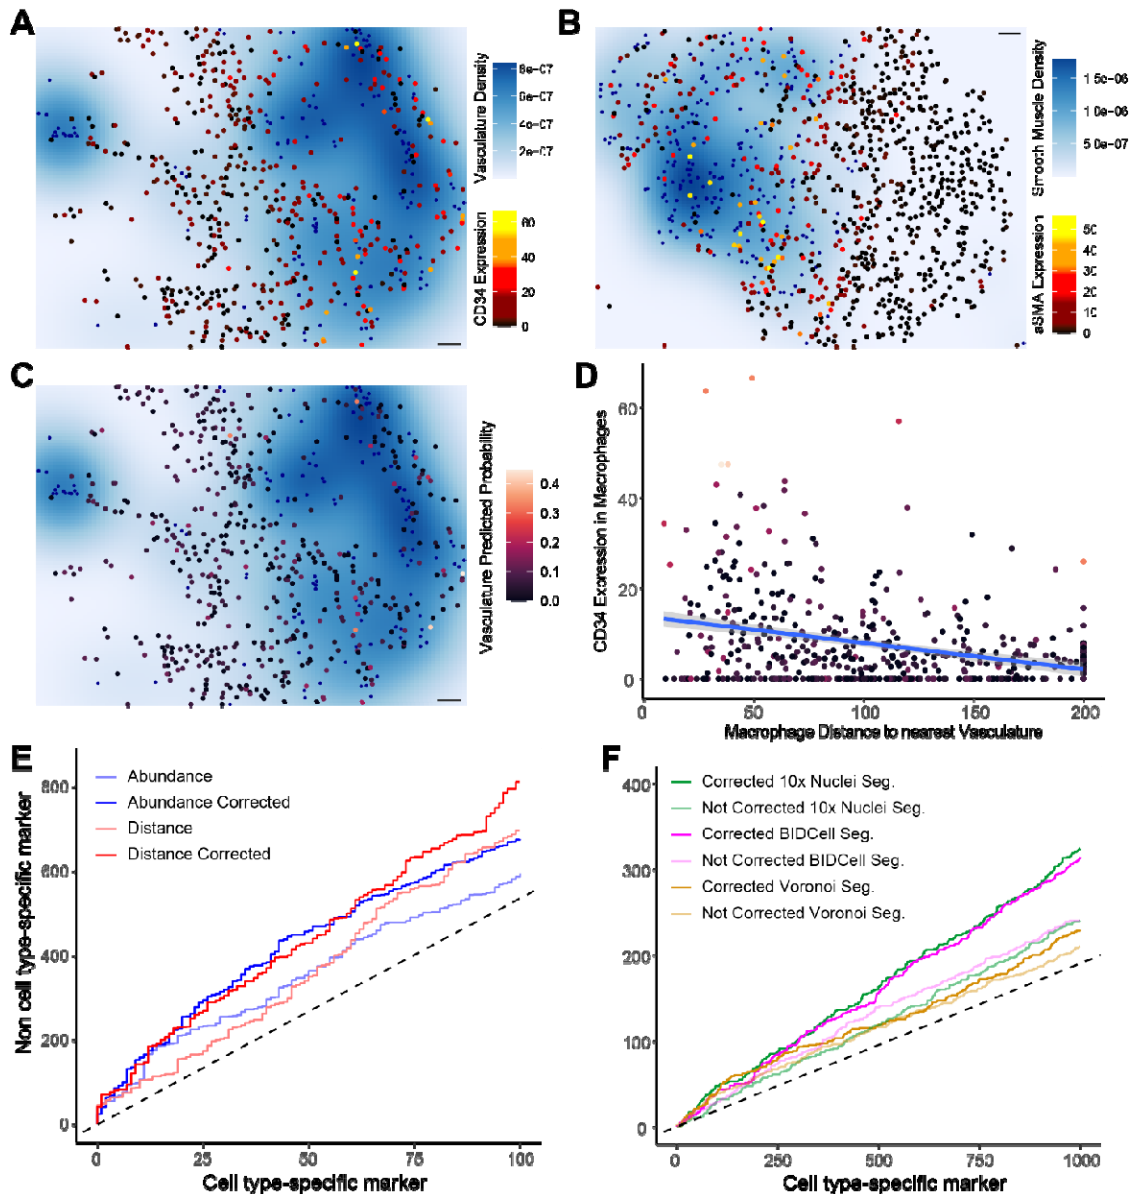 A
Vasculature Density
8e-07
6e-07
4e-07
2e-07
CD34 Expression
60
40
20
0
B
Smooth Muscle Density
1 5e-06
1 0e-06
5 0e-07
aSMA Expression
50
40
30
20
10
0
C
Vasculature Predicted Probability
0.4
0.3
0.2
0.1
0.0
D
CD34 Expression in Macrophages
60
40
20
0
0
50
100
150
200
Macrophage Distance to nearest Vasculature
E
Abundance
Abundance Corrected
Distance
Distance Corrected
Non cell type-specific marker
800
600
400
200
0
0
25
50
75
100
Cell type-specific marker
F
Corrected 10x Nuclei Seg.
Not Corrected 10x Nuclei Seg.
Corrected BIDCell Seg.
Not Corrected BIDCell Seg.
Corrected Voronoi Seg.
Not Corrected Voronoi Seg.
400
300
200
100
0
0
250
500
750
1000
Cell type-specific marker